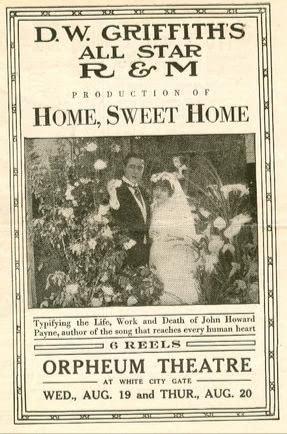 D.W. GRIFFITH'S
ALL STAR
R & M
PRODUCTION OF
HOME, SWEET HOME
Typifying the Life, Work and Death of John Howard
Payne, author of the song that reaches every human heart
6 REELS
ORPHEUM THEATRE
AT WHITE CITY GATE
WED., AUG. 19 and THUR., AUG. 20